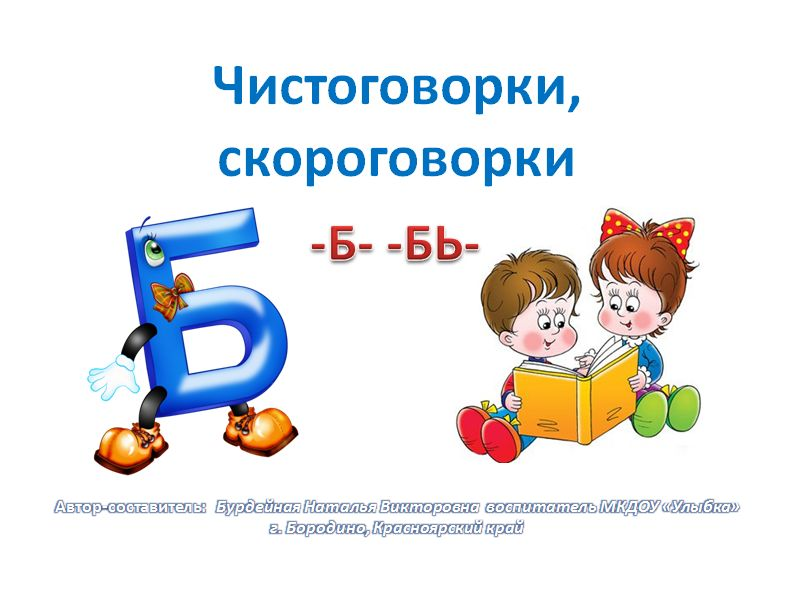 Чистоговорки,
скороговорки
-Б- -БЬ-
Б
Автор-составитель: Бурдейная Наталья Викторовна воспитатель МКДОУ «Улыбка»
г. Бородино, Красноярский край